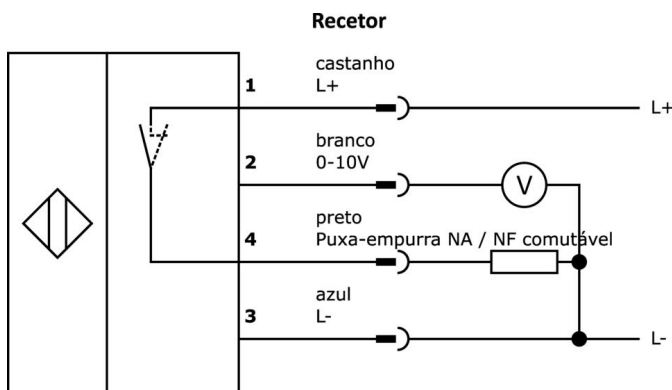 Recetor
castanho
1 L+
L+
branco
2 0-10V
V
preto
4 Puxa-empurra NA / NF comutável
azul
3 L-
L-